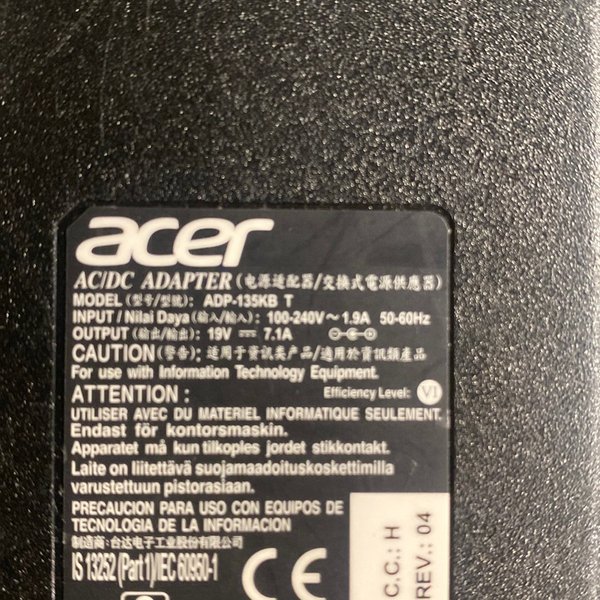 acer
AC/DC ADAPTER (电源适配器/交換式電源供應器)
MODEL (型号/型號): ADP-135KB T
INPUT / Nilai Daya (输入/輸入): 100-240V~1.9A 50-60Hz
OUTPUT (输出/輸出): 19V ⎓ 7.1A
CAUTION (警告): 适用于资讯类产品/適用於資訊類產品
For use with Information Technology Equipment.
ATTENTION : Efficiency Level: VI
UTILISER AVEC DU MATERIEL INFORMATIQUE SEULEMENT.
Endast för kontorsmaskin.
Apparatet må kun tilkoples jordet stikkontakt.
Laite on liitettävä suojamaadoituskoskettimilla
varustettuun pistorasiaan.
PRECAUCION PARA USO CON EQUIPOS DE
TECNOLOGIA DE LA INFORMACION
制造商: 台达电子工业股份有限公司
IS 13252 (Part 1)/IEC 60950-1
CE
C.C.: H
REV.: 04